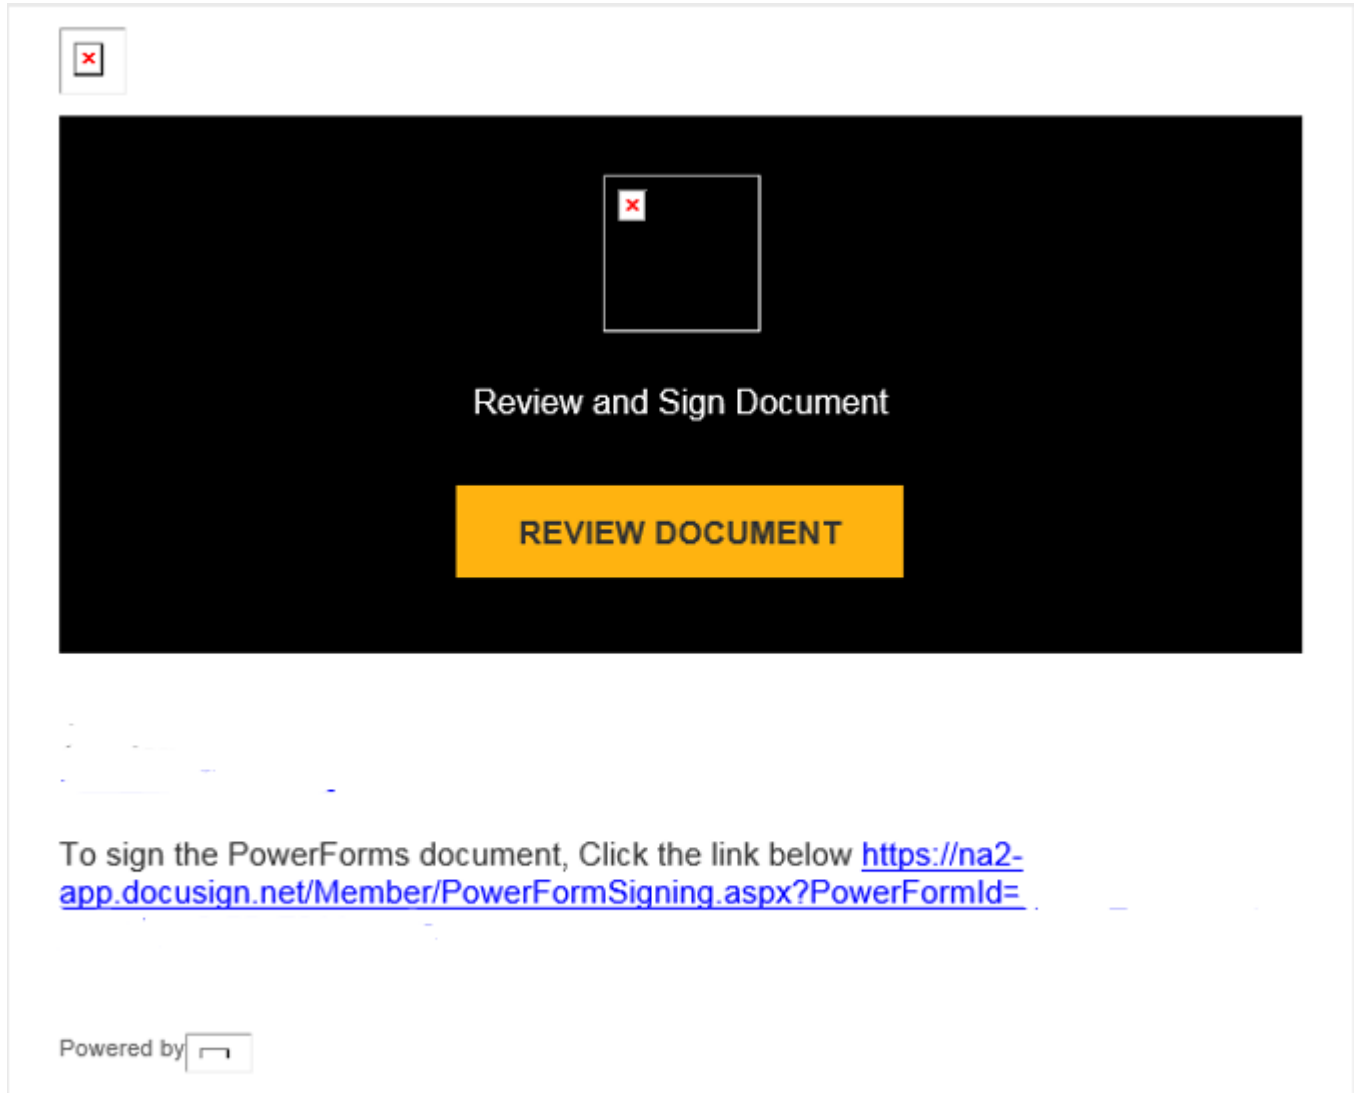 Review and Sign Document
REVIEW DOCUMENT
To sign the PowerForms document, Click the link below https://na2-
app.docusign.net/Member/PowerFormSigning.aspx?PowerFormId=
Powered by